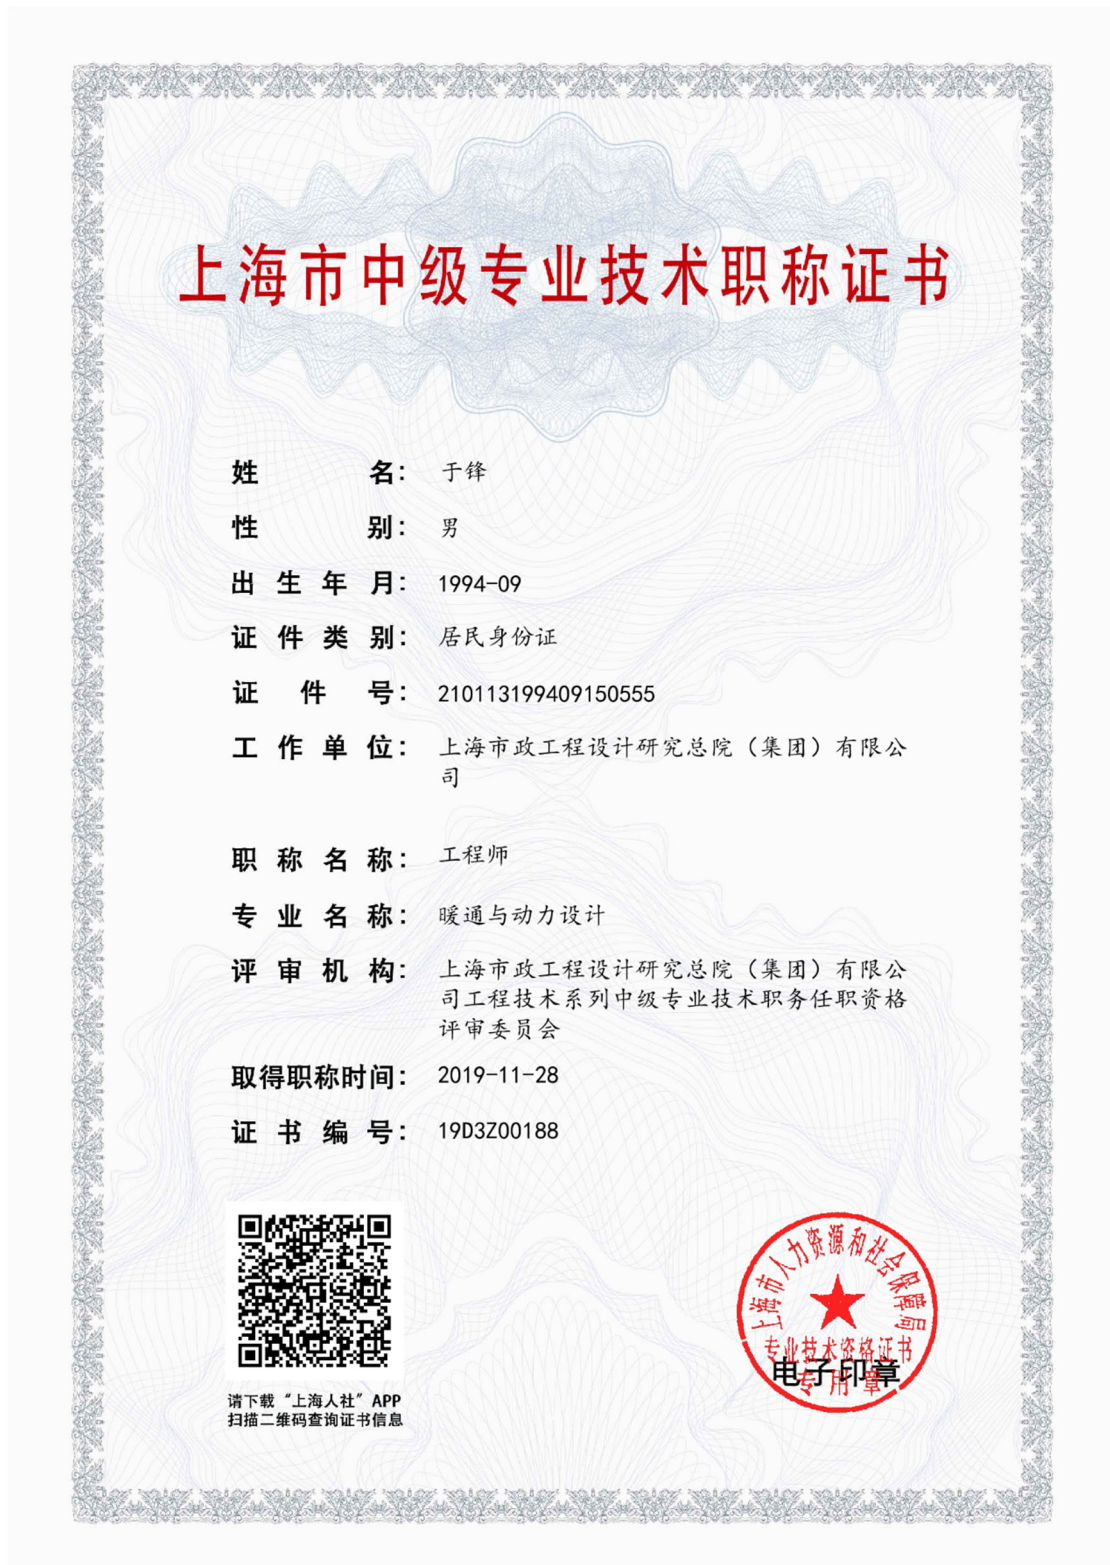 上海市中级专业技术职称证书
姓名：于锋
性别：男
出生年月：1994-09
证件类别：居民身份证
证件号：210113199409150555
工作单位：上海市政工程设计研究总院（集团）有限公
司
职称名称：工程师
专业名称：暖通与动力设计
评审机构：上海市政工程设计研究总院（集团）有限公
司工程技术系列中级专业技术职务任职资格
评审委员会
取得职称时间：2019-11-28
证书编号：19D3Z00188
请下载“上海人社”APP
扫描二维码查询证书信息
上海市人力资源和社会保障局
专业技术资格证书
电子印章
专用章